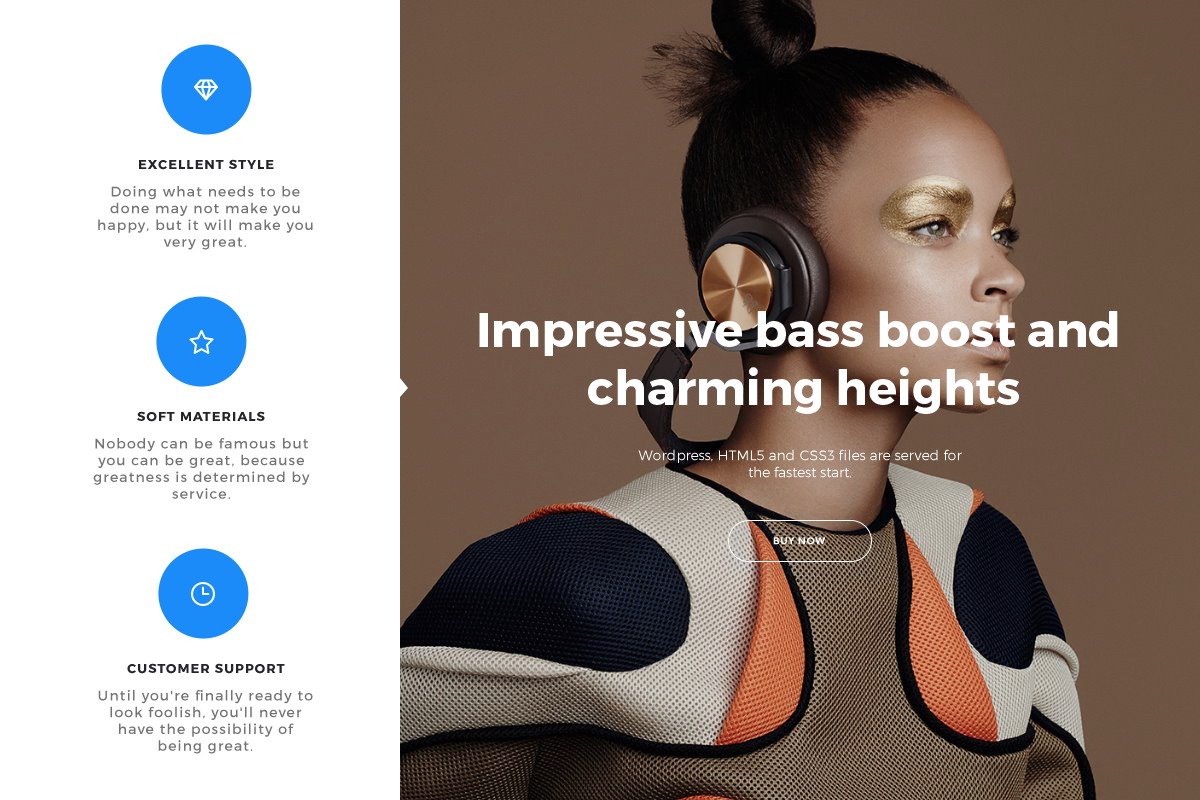 EXCELLENT STYLE
Doing what needs to be
done may not make you
happy, but it will make you
very great.
SOFT MATERIALS
Nobody can be famous but
you can be great, because
greatness is determined by
service.
CUSTOMER SUPPORT
Until you're finally ready to
look foolish, you'll never
have the possibility of
being great.
Impressive bass boost and
charming heights
Wordpress, HTML5 and CSS3 files are served for
the fastest start.
BUY NOW